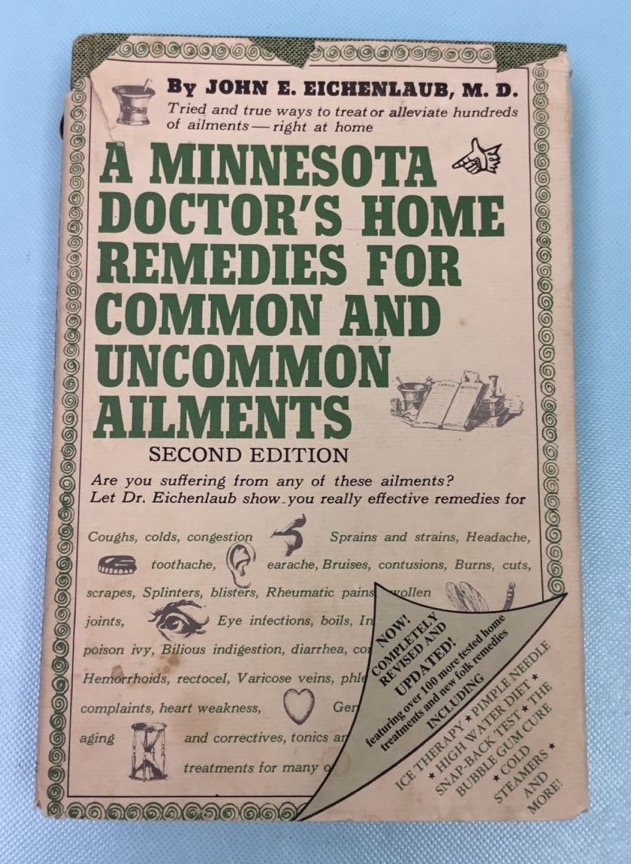 By JOHN E. EICHENLAUB, M. D.
Tried and true ways to treat or alleviate hundreds
of ailments — right at home
A MINNESOTA
DOCTOR'S HOME
REMEDIES FOR
COMMON AND
UNCOMMON
AILMENTS
SECOND EDITION
Are you suffering from any of these ailments?
Let Dr. Eichenlaub show you really effective remedies for
Coughs, colds, congestion Sprains and strains, Headache,
toothache, earache, Bruises, contusions, Burns, cuts,
scrapes, Splinters, blisters, Rheumatic pains wollen
joints, Eye infections, boils, In
poison ivy, Bilious indigestion, diarrhea, co
Hemorrhoids, rectocel, Varicose veins, phle
complaints, heart weakness, Ger
aging and correctives, tonics a
treatments for many o
NOW!
COMPLETELY
REVISED AND
UPDATED!
featuring over 100 more tested home
treatments and new folk remedies
INCLUDING
ICE THERAPY • PIMPLE NEEDLE
• HIGH WATER DIET •
SNAP-BACK TEST • THE
BUBBLE GUM CURE
• COLD
STEAMERS •
AND
MORE!